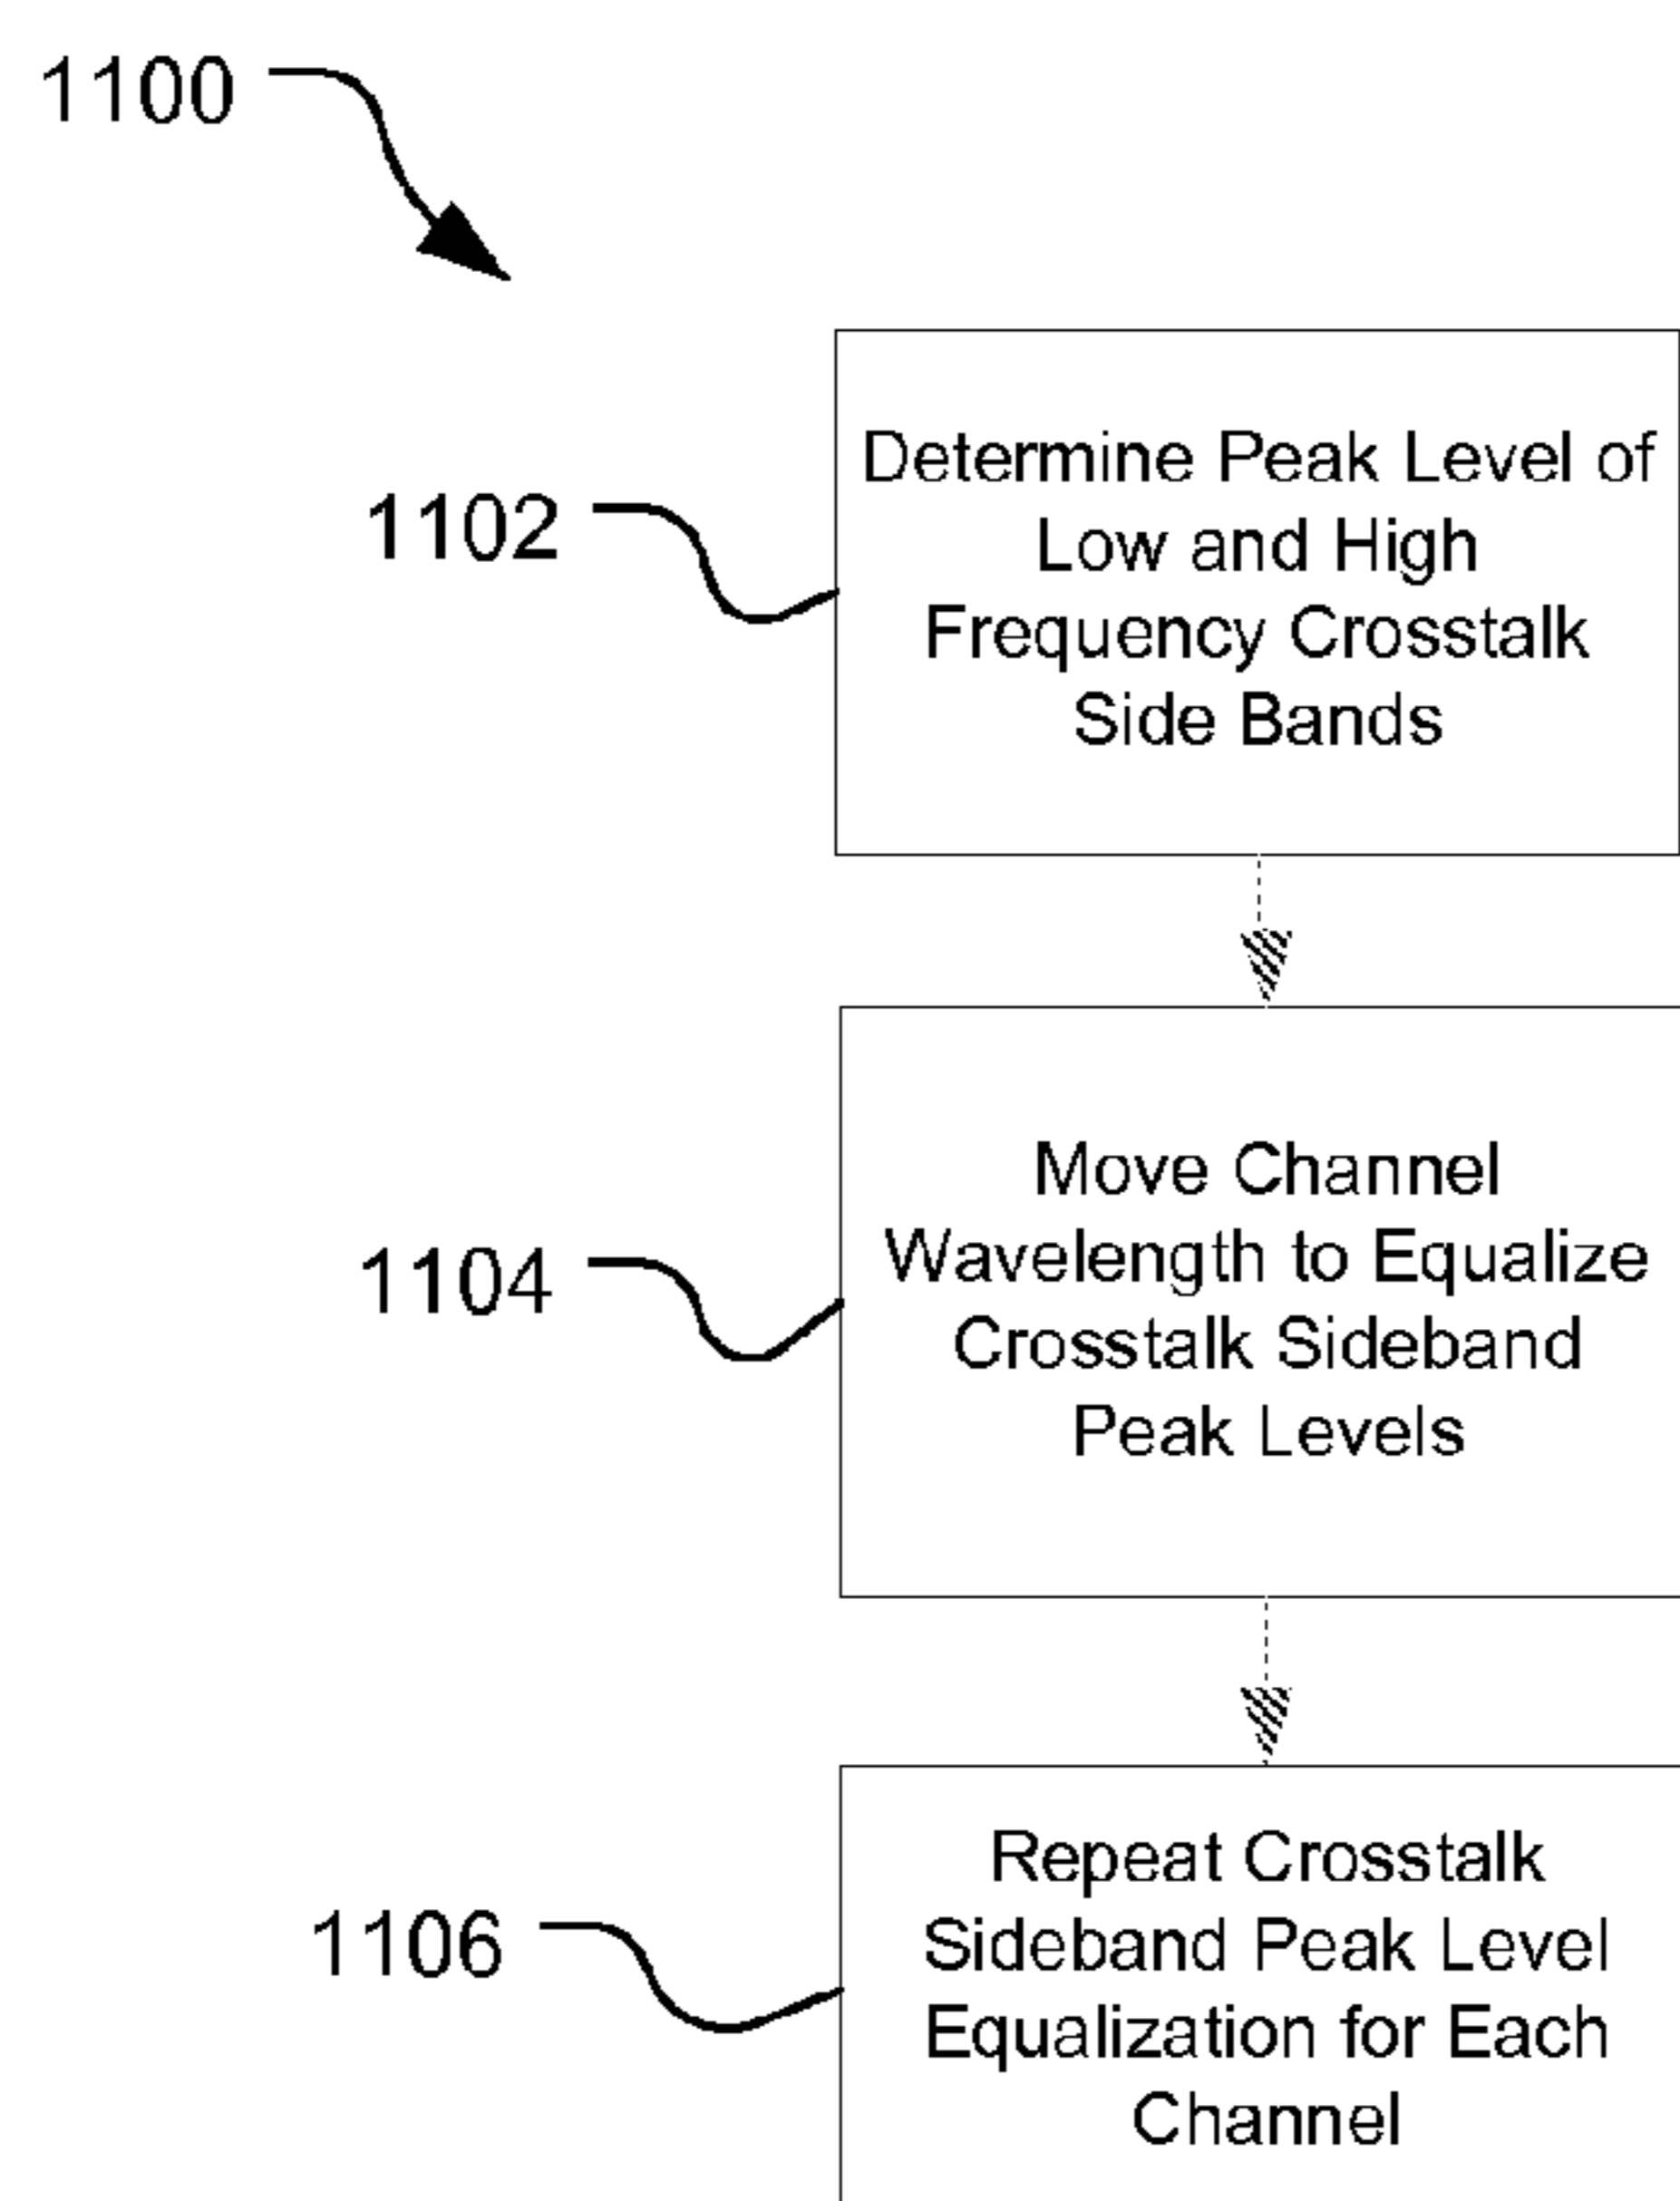 1100
1102
Determine Peak Level of
Low and High
Frequency Crosstalk
Side Bands
1104
Move Channel
Wavelength to Equalize
Crosstalk Sideband
Peak Levels
1106
Repeat Crosstalk
Sideband Peak Level
Equalization for Each
Channel